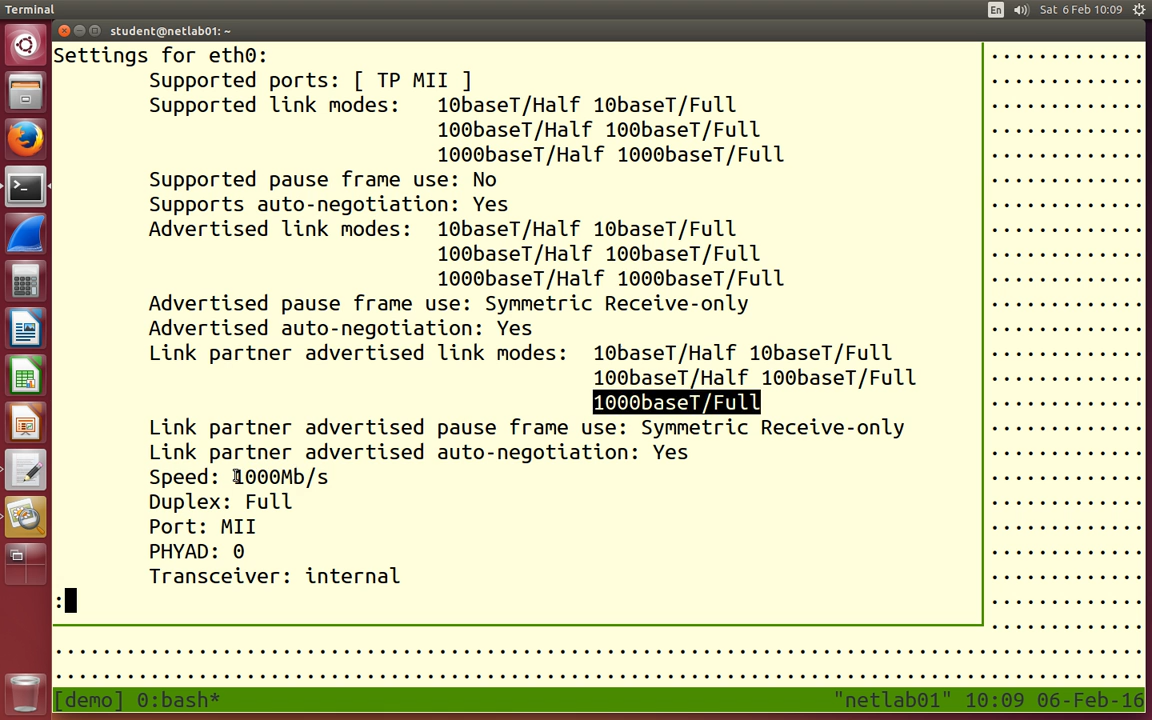 Terminal
En
Sat 6 Feb 10:09
student@netlab01: ~
Settings for eth0:
Supported ports: [ TP MII ]
Supported link modes: 10baseT/Half 10baseT/Full
100baseT/Half 100baseT/Full
1000baseT/Half 1000baseT/Full
Supported pause frame use: No
Supports auto-negotiation: Yes
Advertised link modes: 10baseT/Half 10baseT/Full
100baseT/Half 100baseT/Full
1000baseT/Half 1000baseT/Full
Advertised pause frame use: Symmetric Receive-only
Advertised auto-negotiation: Yes
Link partner advertised link modes: 10baseT/Half 10baseT/Full
100baseT/Half 100baseT/Full
1000baseT/Full
Link partner advertised pause frame use: Symmetric Receive-only
Link partner advertised auto-negotiation: Yes
Speed: 1000Mb/s
Duplex: Full
Port: MII
PHYAD: 0
Transceiver: internal
:
[demo] 0:bash* "netlab01" 10:09 06-Feb-16